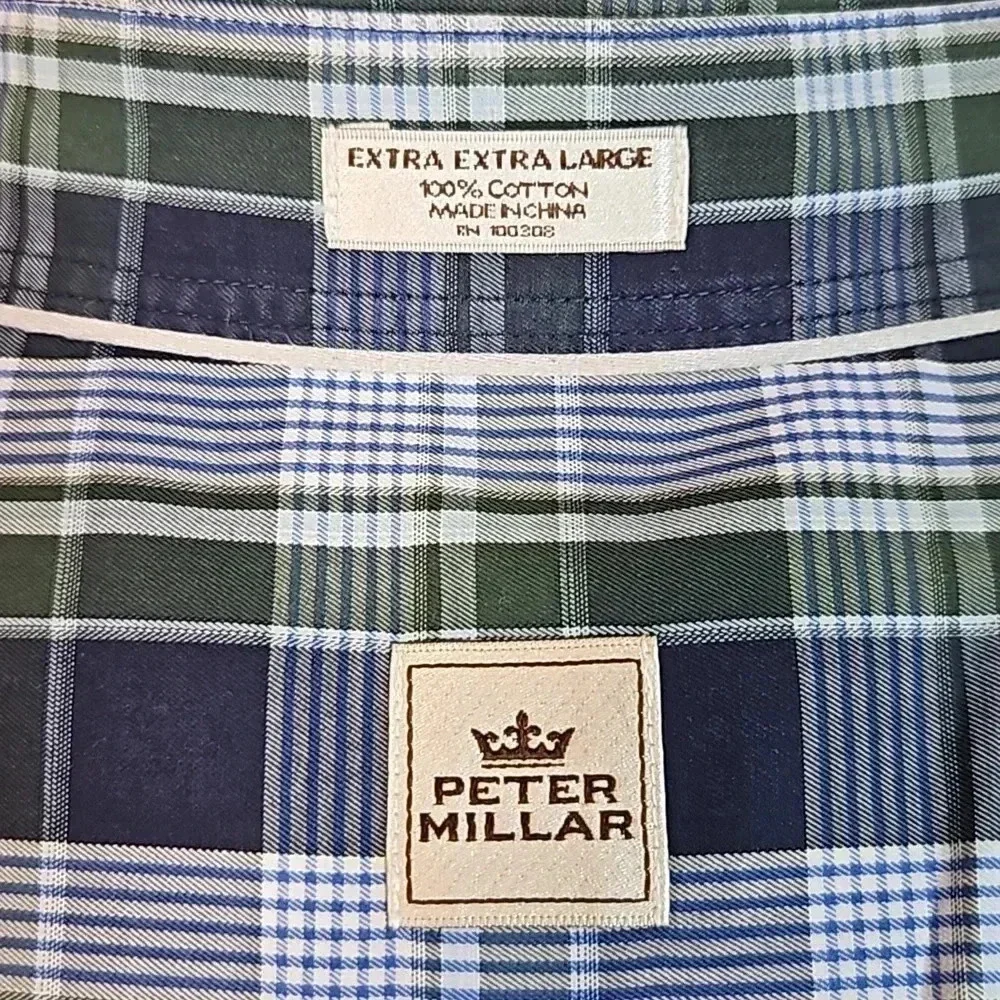 EXTRA EXTRA LARGE
100% COTTON
MADE IN CHINA
RN 100308
PETER
MILLAR